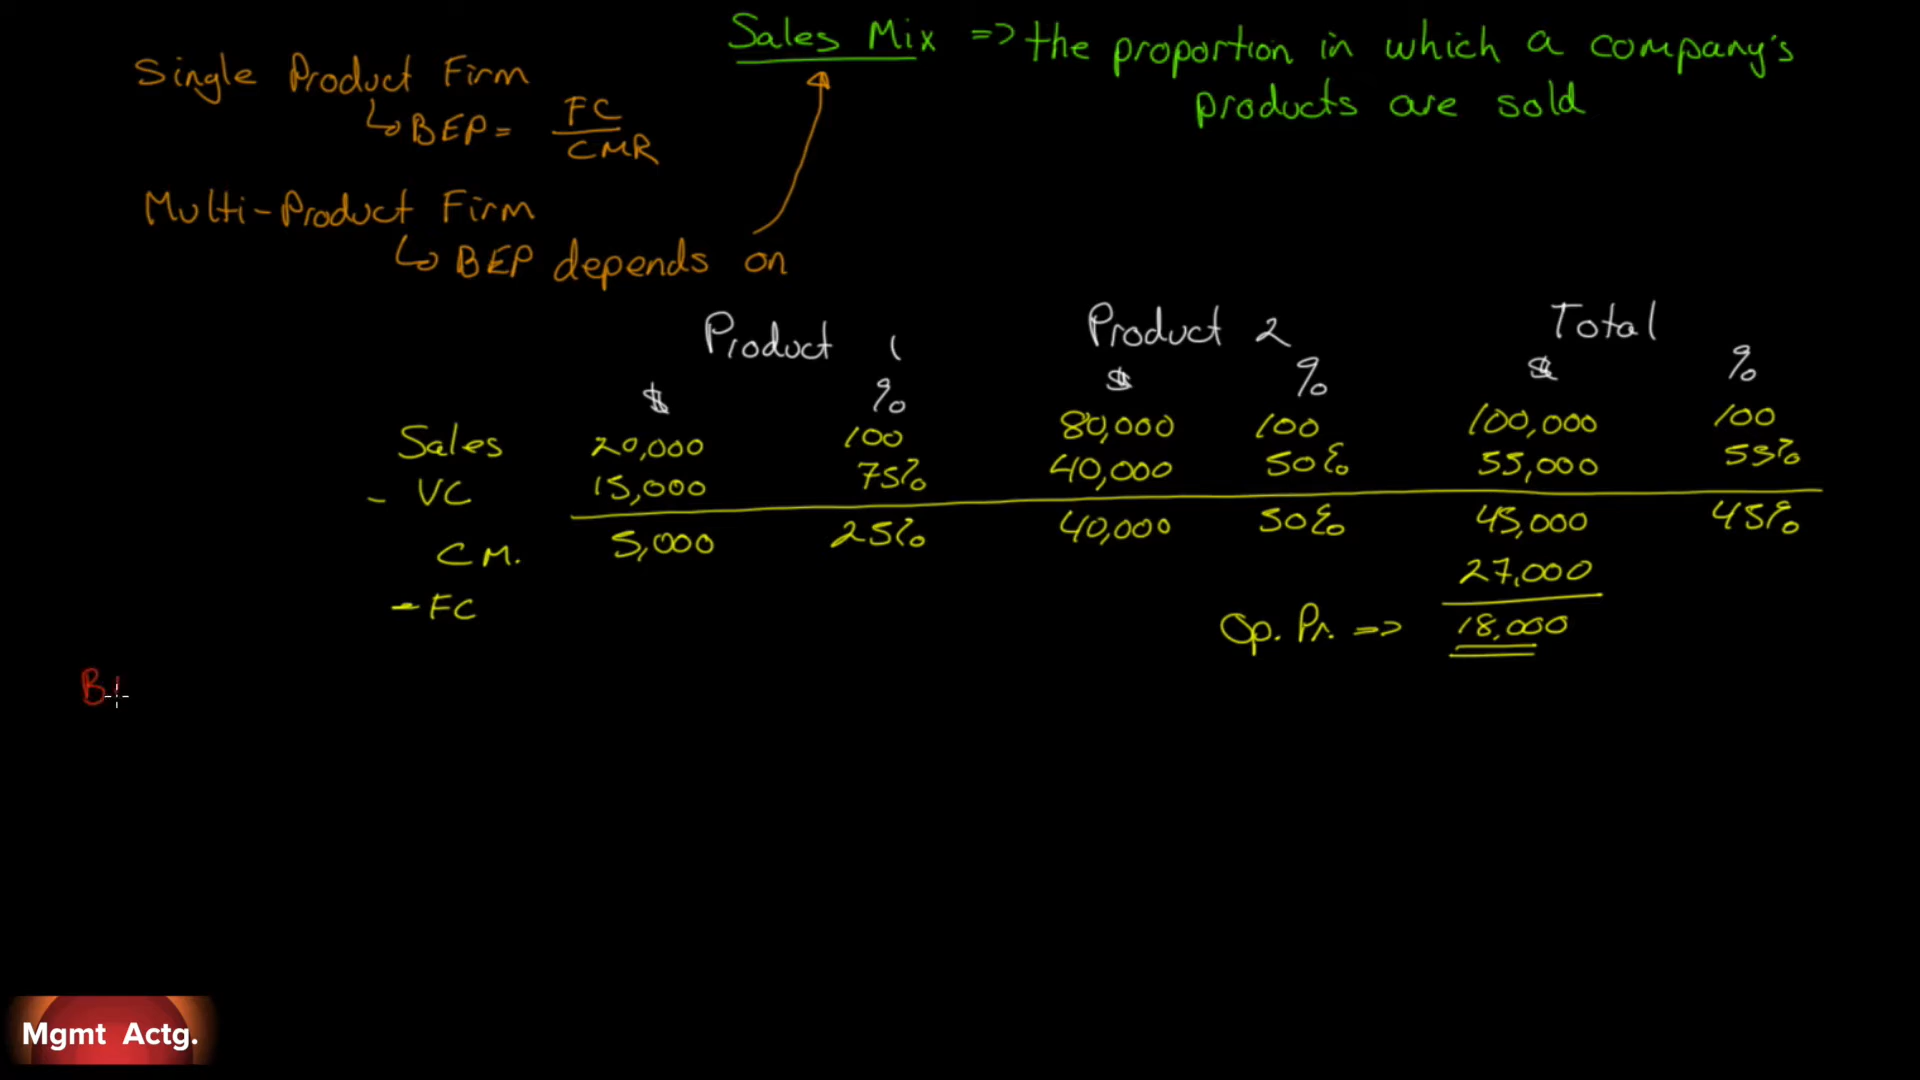 Sales Mix => the proportion in which a company's
products are sold
Single Product Firm
↳ BEP = FC
CMR
Multi-Product Firm
↳ BEP depends on
Product 1 Product 2 Total
$ % $ % $ %
Sales 20,000 100 80,000 100 100,000 100
- VC 15,000 75% 40,000 50% 55,000 55%
CM. 5,000 25% 40,000 50% 45,000 45%
- FC 27,000
Op. Pr. => 18,000
B
Mgmt Actg.